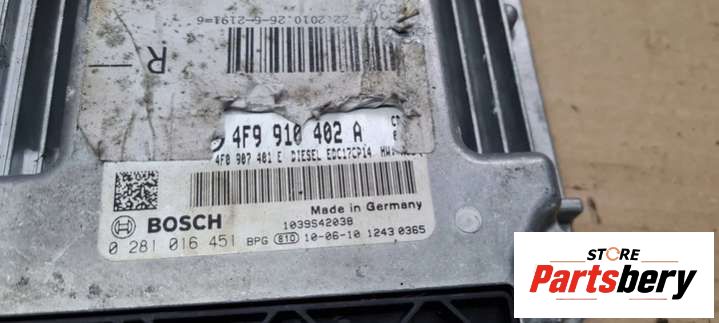 22.2010 26-6-2191=6
R
4F9 910 402 A
4F0 907 401 E DIESEL EDC17CP14
BOSCH
Made in Germany
1039S42038
0 281 016 451 BPG 810 10-06-10 1243 0365
STORE
Partsbery